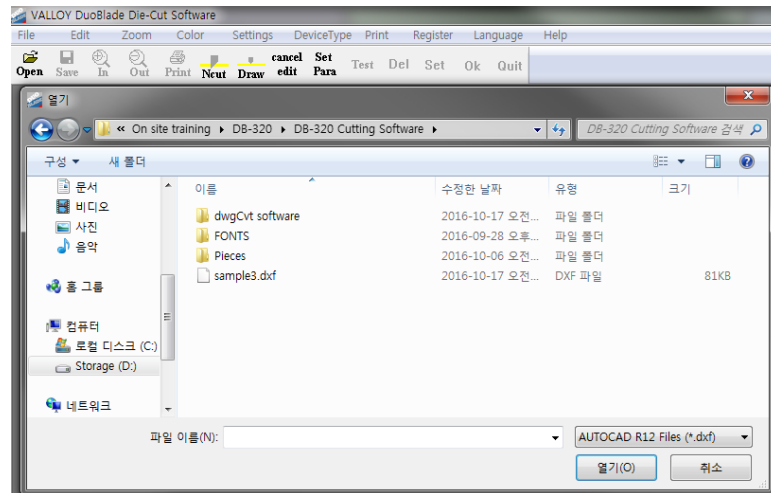 VALLOY DuoBlade Die-Cut Software
File Edit Zoom Color Settings DeviceType Print Register Language Help
Open Save In Out Print Ncut Draw cancel edit Set Para Test Del Set Ok Quit
열기
« On site training ▸ DB-320 ▸ DB-320 Cutting Software ▸ DB-320 Cutting Software 검색
구성 ▼ 새 폴더
문서
비디오
사진
음악
홈 그룹
컴퓨터
로컬 디스크 (C:)
Storage (D:)
네트워크
이름 수정한 날짜 유형 크기
dwgCvt software 2016-10-17 오전... 파일 폴더
FONTS 2016-09-28 오후... 파일 폴더
Pieces 2016-10-06 오전... 파일 폴더
sample3.dxf 2016-10-17 오전... DXF 파일 81KB
파일 이름(N): AUTOCAD R12 Files (*.dxf)
열기(O) 취소